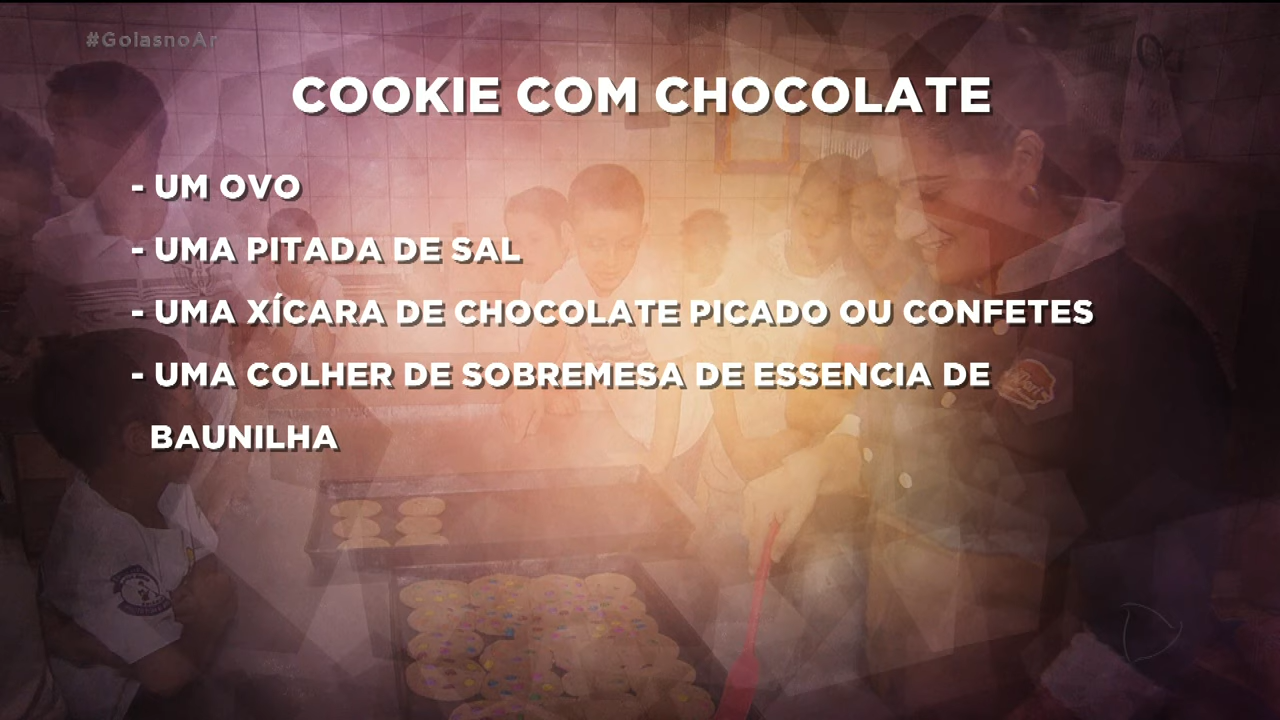 #GoiasnoAr
COOKIE COM CHOCOLATE
- UM OVO
- UMA PITADA DE SAL
- UMA XÍCARA DE CHOCOLATE PICADO OU CONFETES
- UMA COLHER DE SOBREMESA DE ESSENCIA DE
BAUNILHA